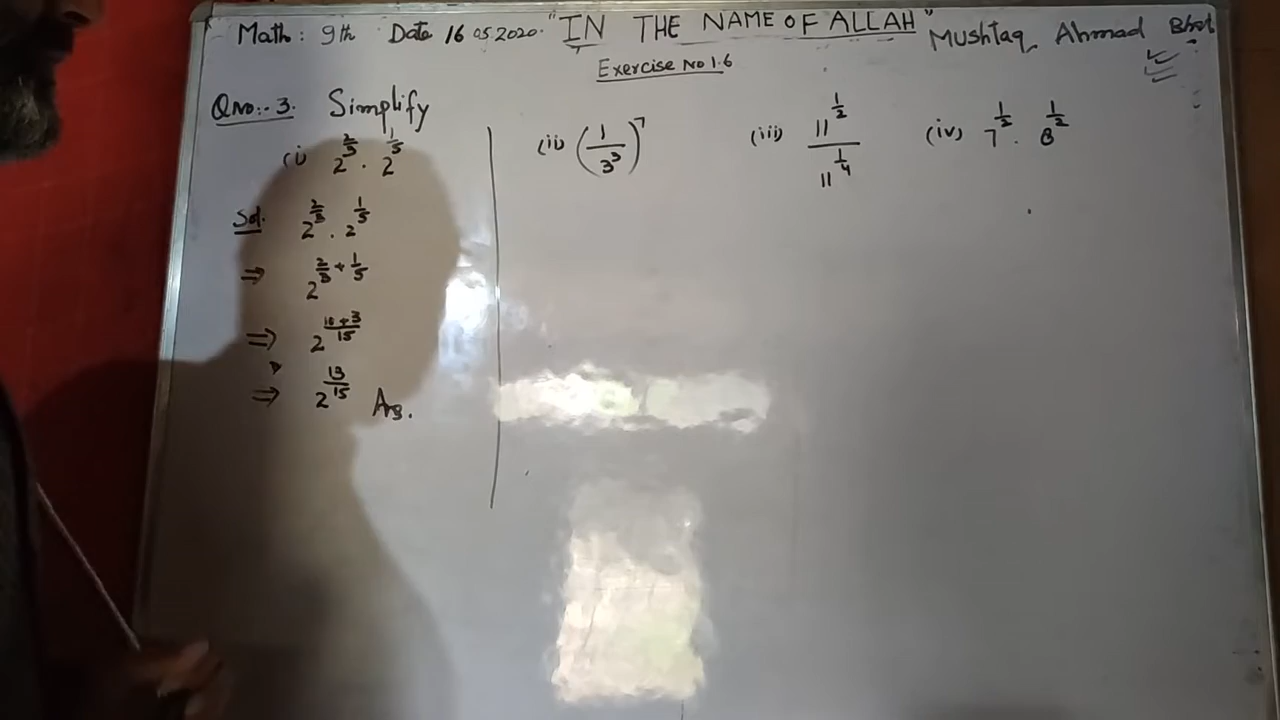 Math: 9th Date 16 05 2020. "IN THE NAME OF ALLAH" Mushtaq Ahmad
Exercise No 1.6
Q No:- 3. Simplify
(i) 2^(2/3) . 2^(1/5)
(ii) (1/3^3)^7
(iii) 11^(1/2) / 11^(1/4)
(iv) 7^(1/2) . 8^(1/2)
Sol. 2^(2/3) . 2^(1/5)
⇒ 2^(2/3 + 1/5)
⇒ 2^((10+3)/15)
⇒ 2^(13/15) Ans.